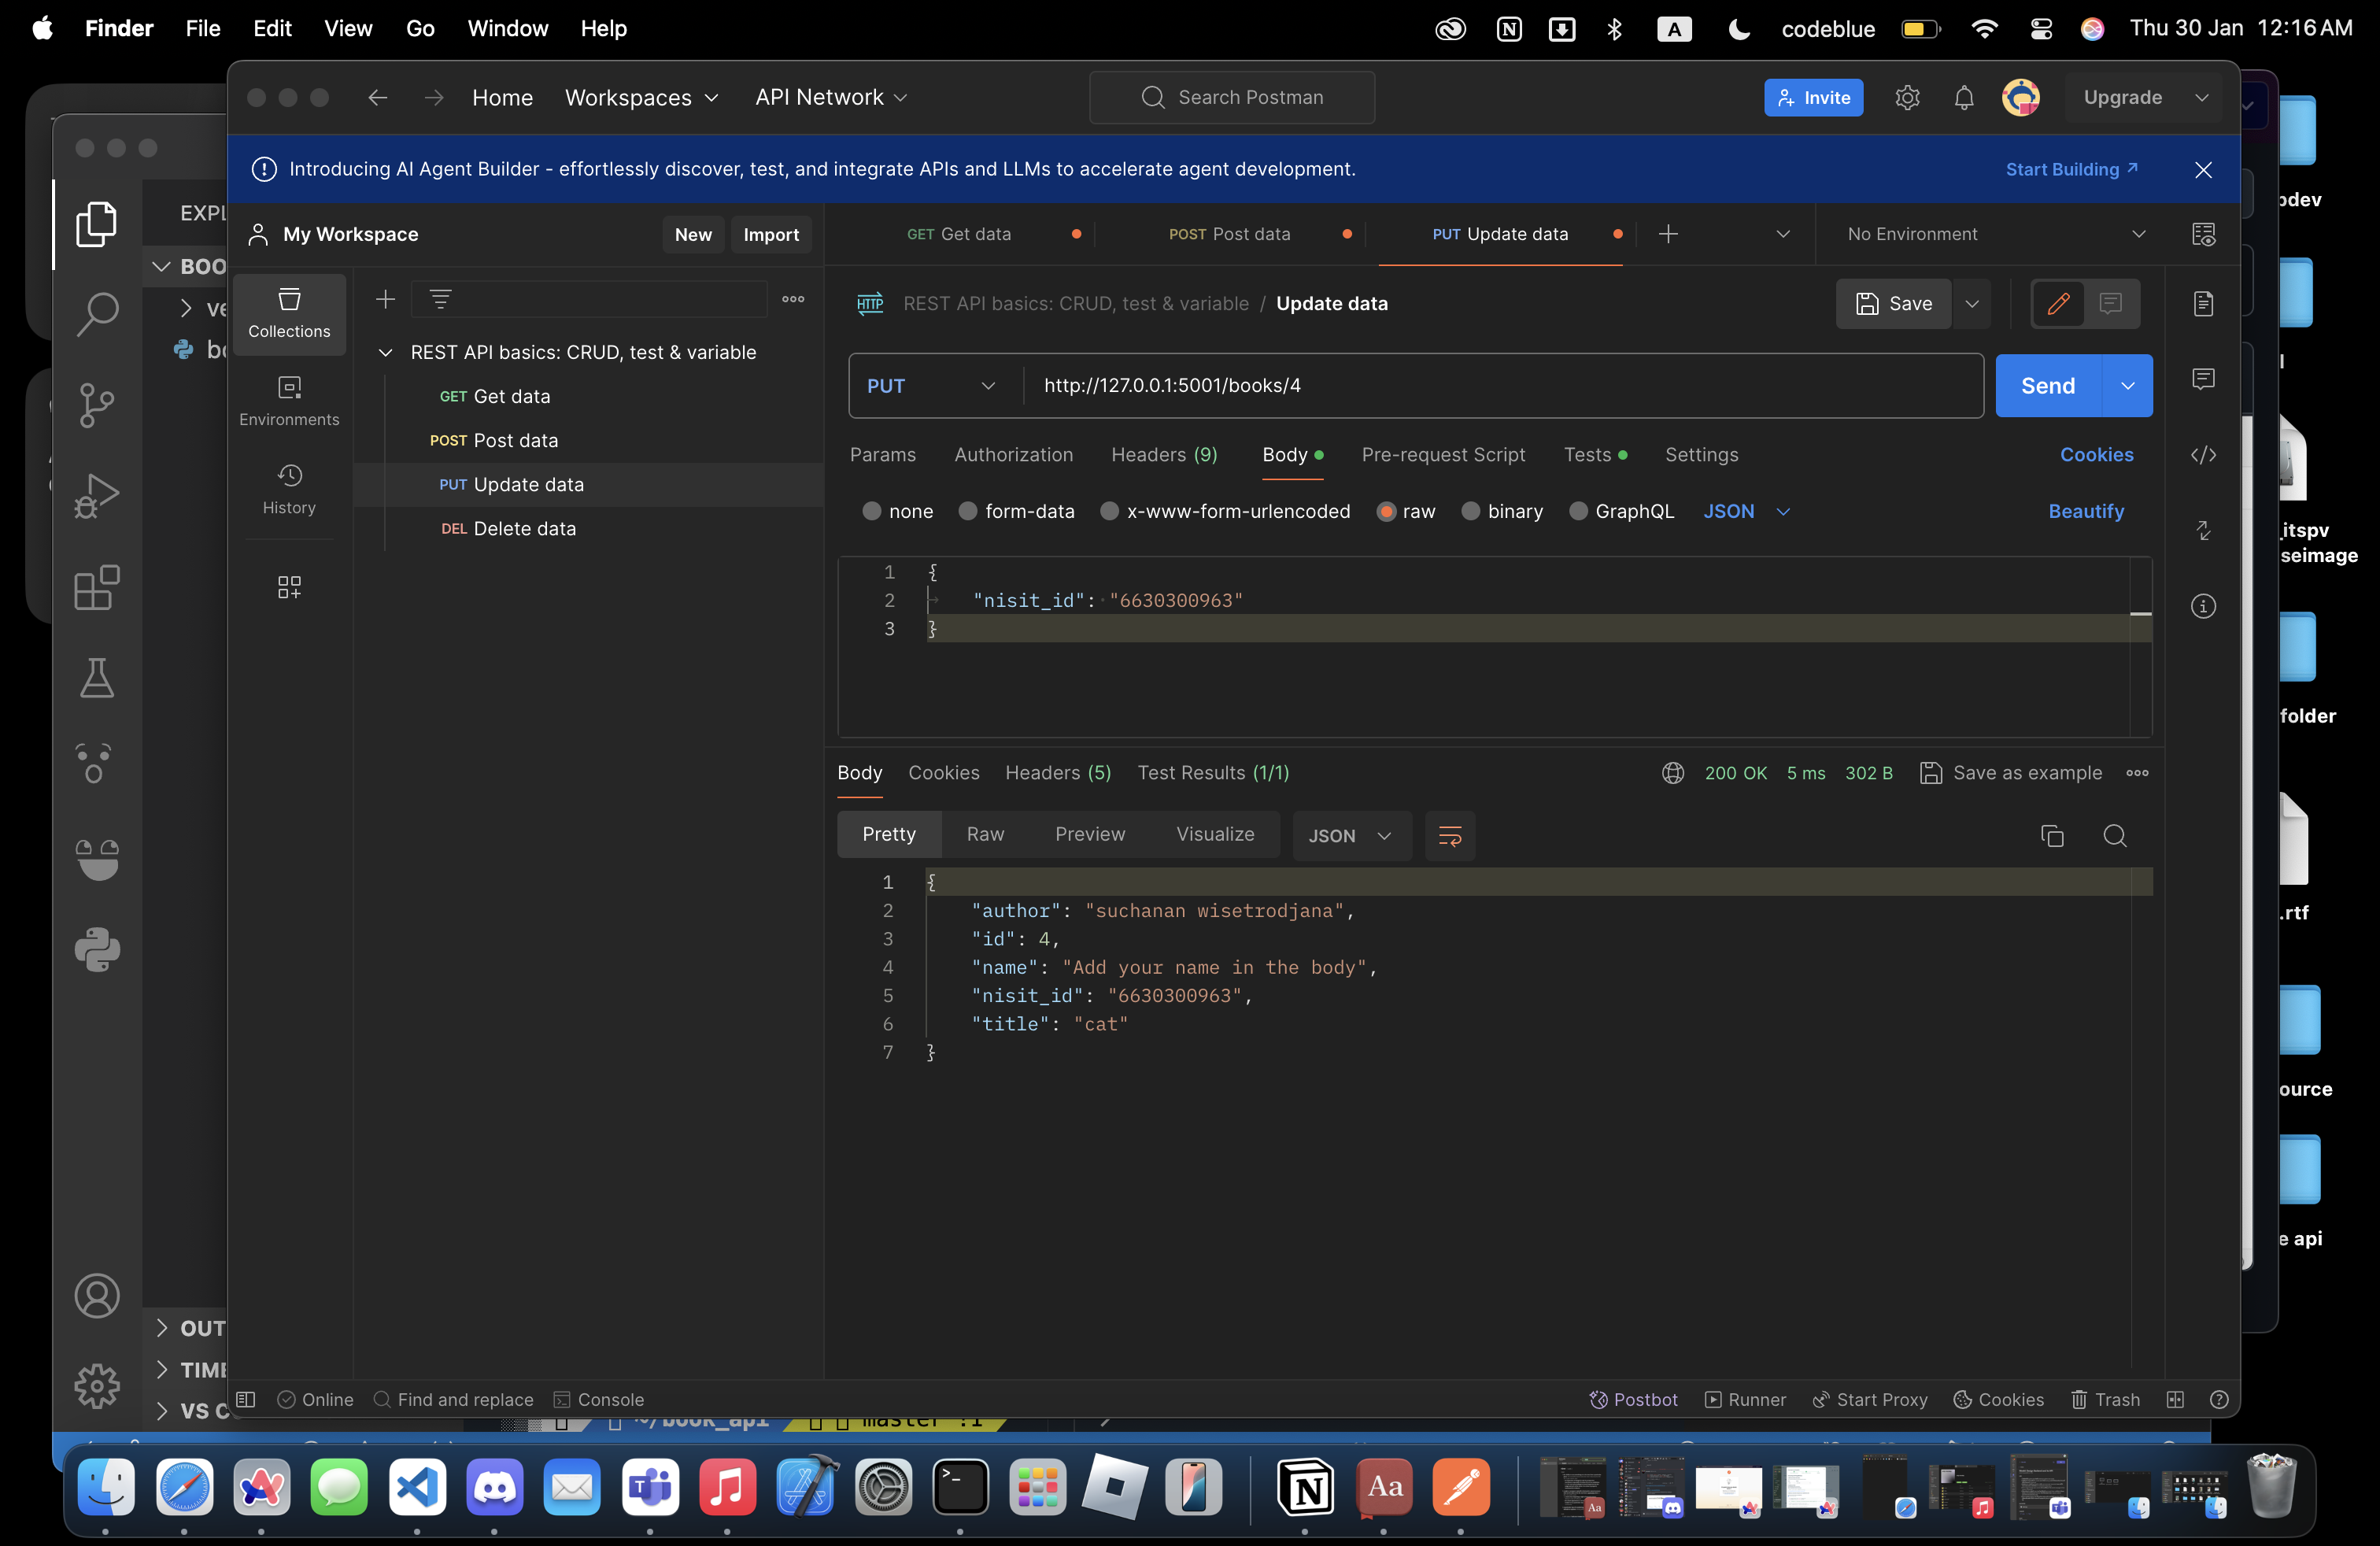 Finder File Edit View Go Window Help
A codeblue Thu 30 Jan 12:16 AM
Home Workspaces API Network Search Postman Invite Upgrade
Introducing AI Agent Builder - effortlessly discover, test, and integrate APIs and LLMs to accelerate agent development. Start Building
EXPL
BOO
My Workspace New Import
GET Get data POST Post data PUT Update data No Environment
Collections
Environments
History
REST API basics: CRUD, test & variable
GET Get data
POST Post data
PUT Update data
DEL Delete data
HTTP REST API basics: CRUD, test & variable / Update data Save
PUT http://127.0.0.1:5001/books/4 Send
Params Authorization Headers (9) Body Pre-request Script Tests Settings Cookies
none form-data x-www-form-urlencoded raw binary GraphQL JSON Beautify
1 {
2 "nisit_id": "6630300963"
3 }
Body Cookies Headers (5) Test Results (1/1) 200 OK 5 ms 302 B Save as example
Pretty Raw Preview Visualize JSON
1 {
2 "author": "suchanan wisetrodjana",
3 "id": 4,
4 "name": "Add your name in the body",
5 "nisit_id": "6630300963",
6 "title": "cat"
7 }
OUT
TIME
VS C
Online Find and replace Console Postbot Runner Start Proxy Cookies Trash
~/book_api master !1
itspv
seimage
folder
.rtf
ource
e api
Aa